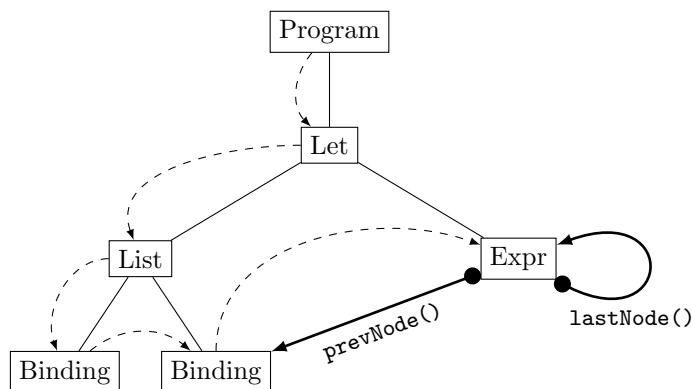 Program
Let
List
Expr
lastNode()
prevNode()
Binding
Binding